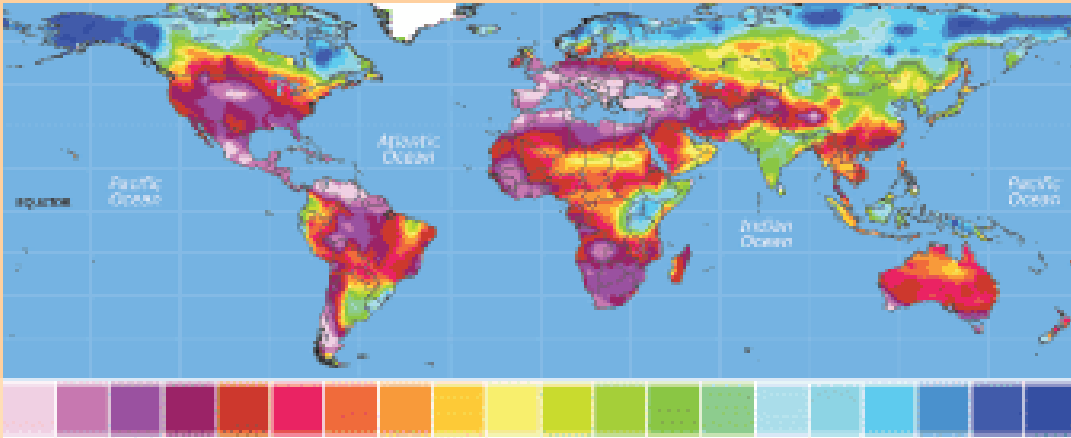 Atlantic
Ocean
Pacific
Ocean
EQUATOR
Indian
Ocean
Pacific
Ocean